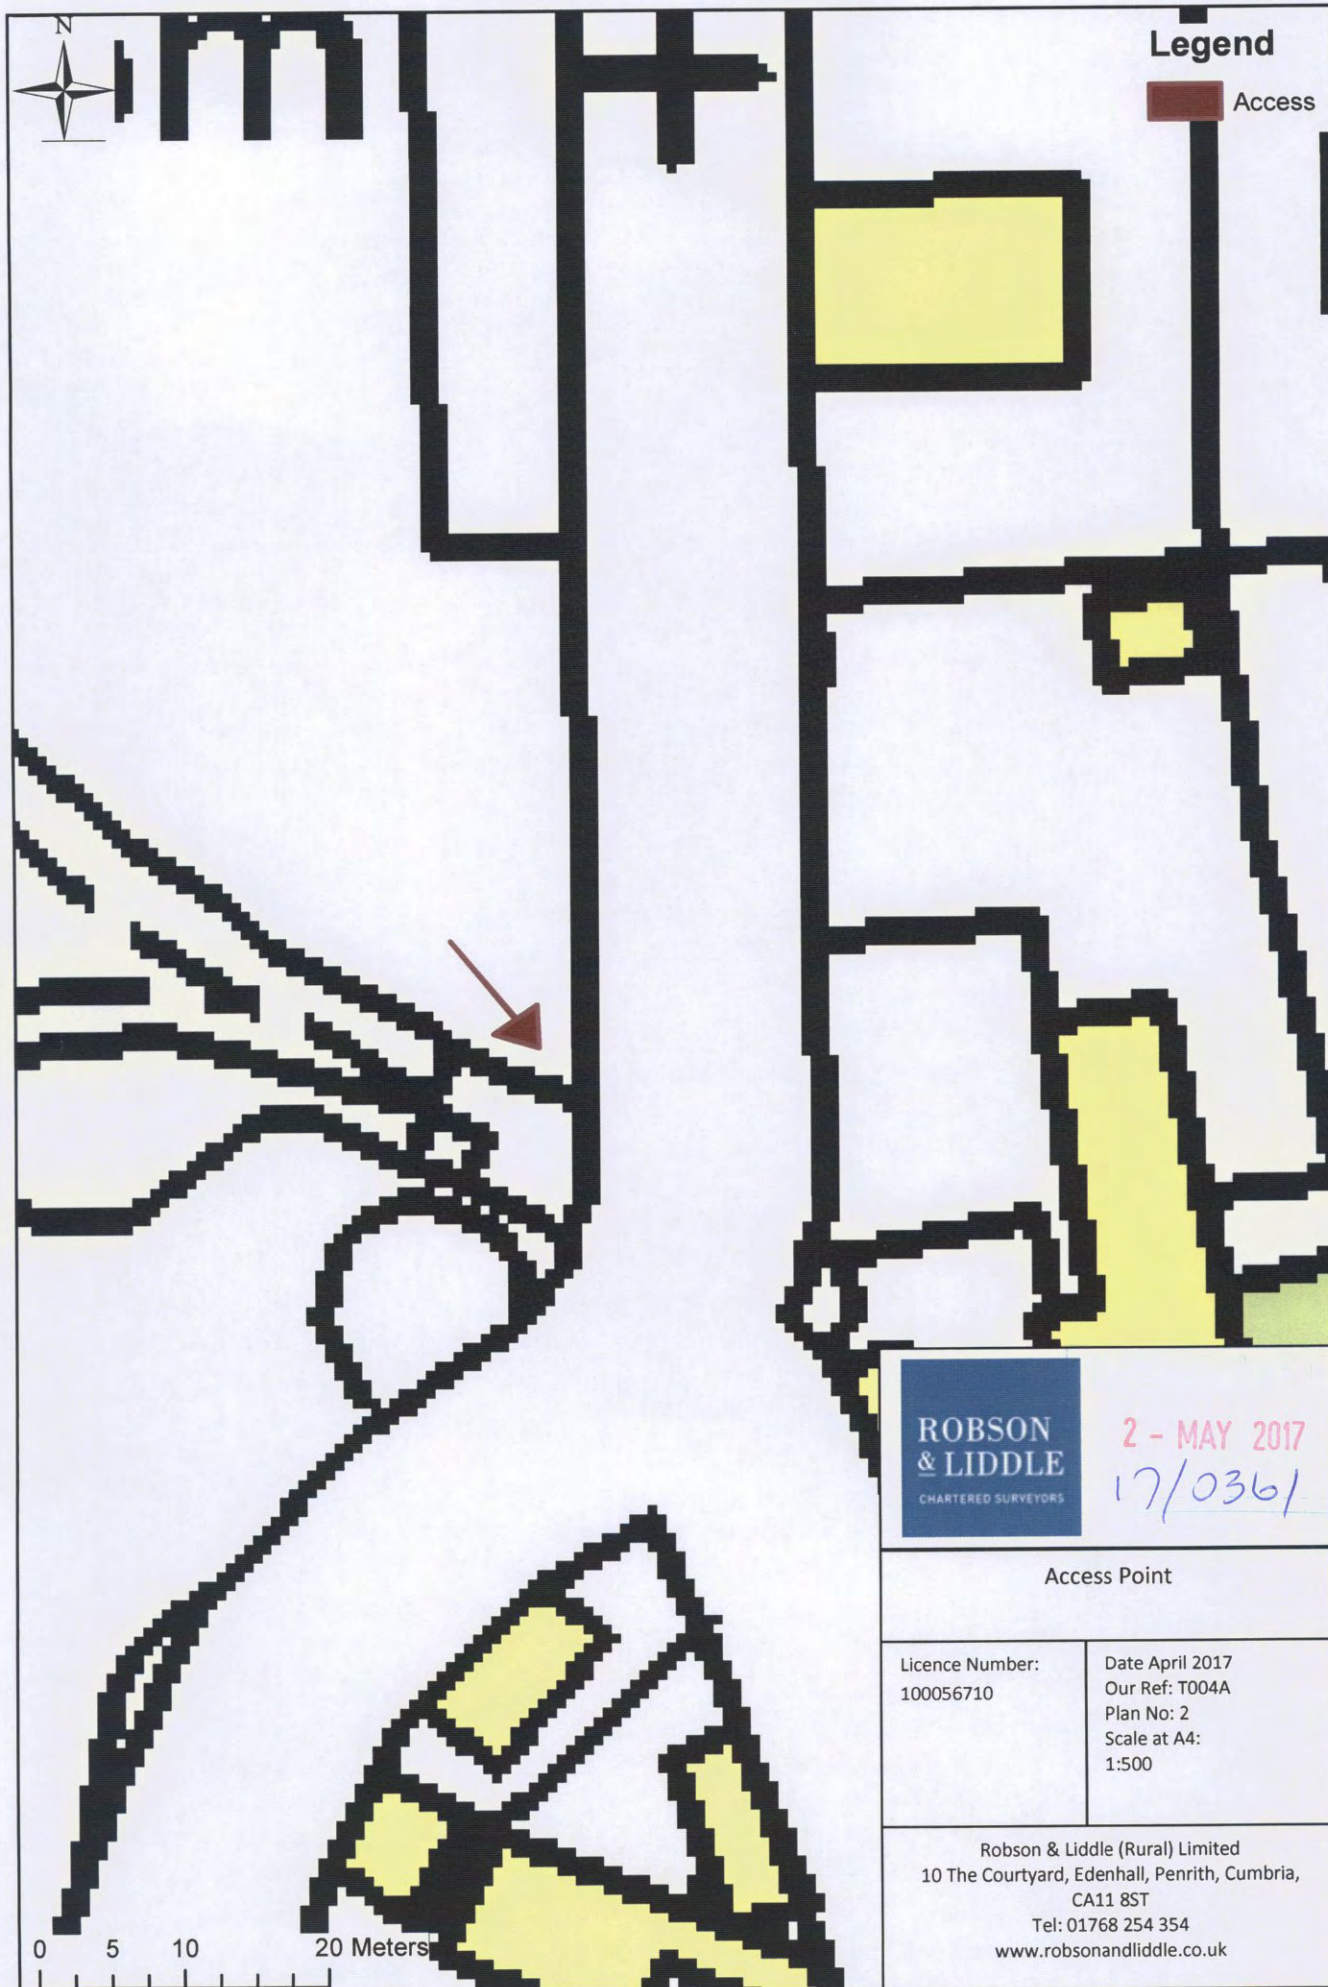 N
Legend
Access
ROBSON
& LIDDLE
CHARTERED SURVEYORS
2 - MAY 2017
17/0361
Access Point
Licence Number:
100056710
Date April 2017
Our Ref: T004A
Plan No: 2
Scale at A4:
1:500
Robson & Liddle (Rural) Limited
10 The Courtyard, Edenhall, Penrith, Cumbria,
CA11 8ST
Tel: 01768 254 354
www.robsonandliddle.co.uk
0 5 10 20 Meters